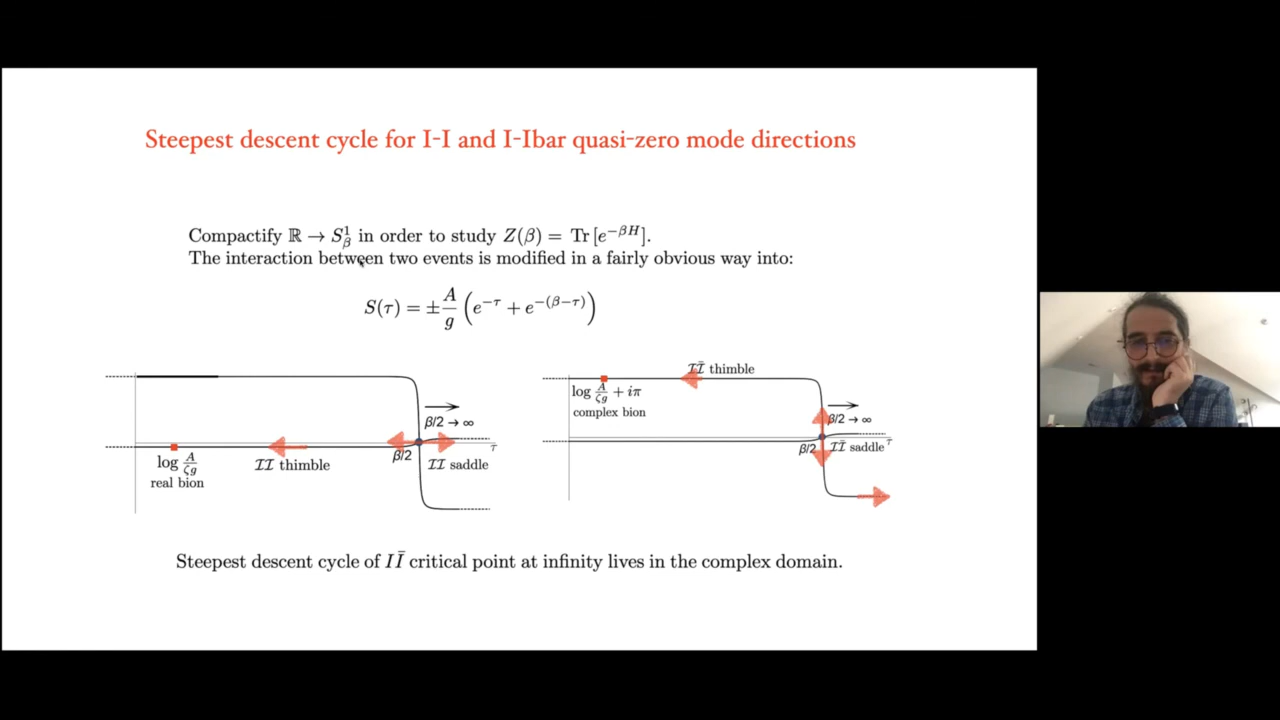 Steepest descent cycle for I-I and I-Ibar quasi-zero mode directions
Compactify ℝ → S¹_β in order to study Z(β) = Tr [e^{−βH}].
The interaction between two events is modified in a fairly obvious way into:
S(τ) = ± A/g (e^{−τ} + e^{−(β−τ)})
β/2 → ∞
τ
β/2
II saddle
II thimble
log A/ζg
real bion
IĪ thimble
log A/ζg + iπ
complex bion
β/2 → ∞
τ
β/2
IĪ saddle
Steepest descent cycle of IĪ critical point at infinity lives in the complex domain.